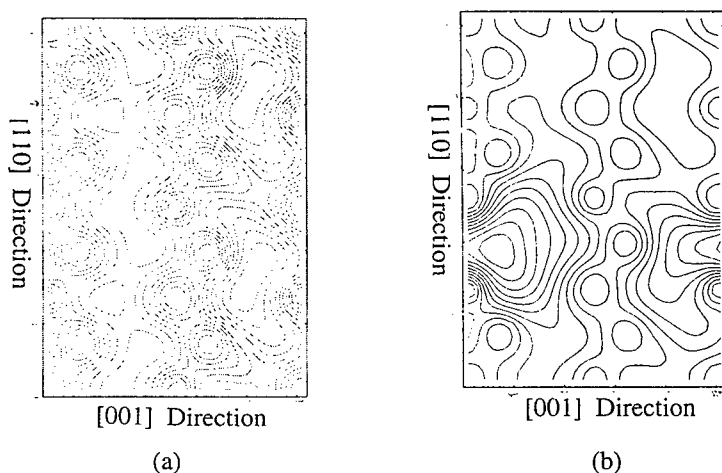 [110] Direction
[001] Direction
(a)
[110] Direction
[001] Direction
(b)